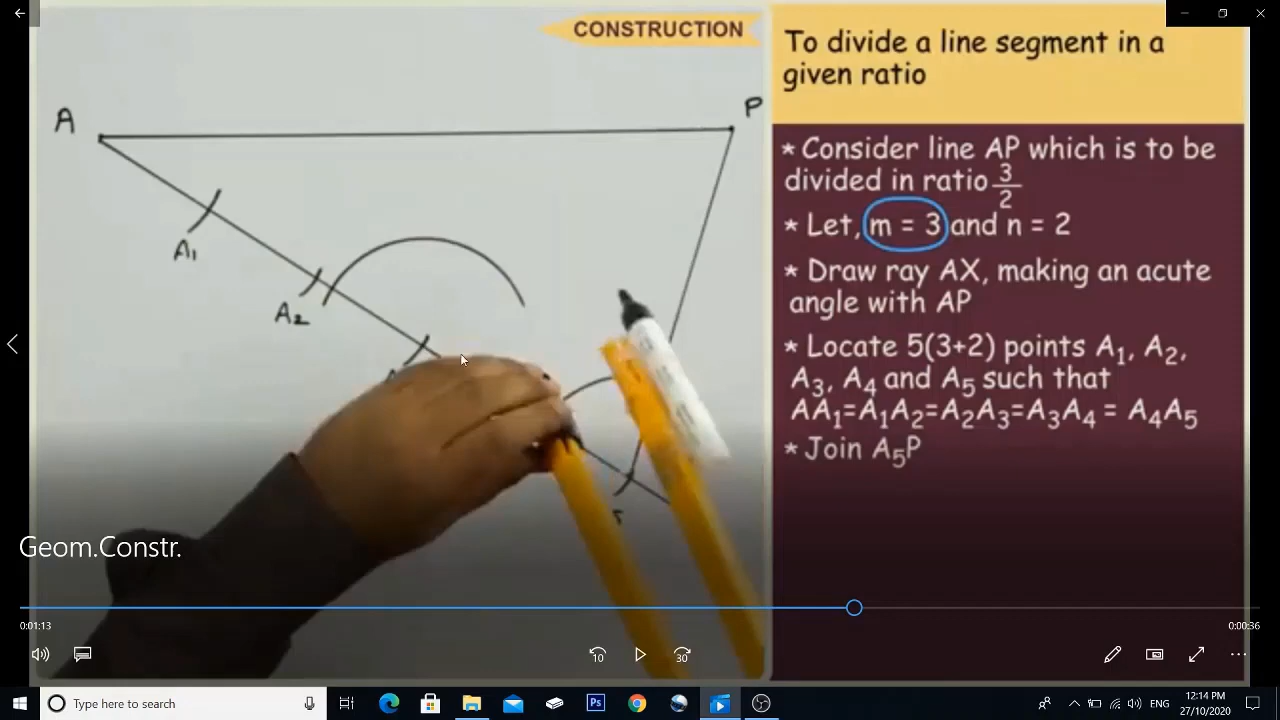 CONSTRUCTION
To divide a line segment in a
given ratio
A
P
* Consider line AP which is to be
divided in ratio 3/2
* Let, m = 3 and n = 2
A₁
* Draw ray AX, making an acute
angle with AP
A₂
* Locate 5(3+2) points A₁, A₂,
A₃, A₄ and A₅ such that
AA₁=A₁A₂=A₂A₃=A₃A₄ = A₄A₅
* Join A₅P
Geom.Constr.
0:01:13
0:00:36
10
30
Type here to search
Ps
12:14 PM
27/10/2020